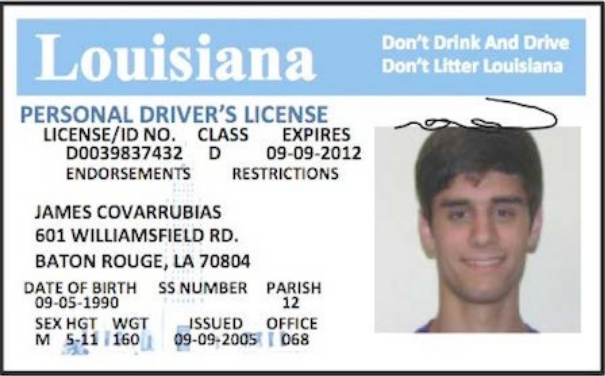 Louisiana
Don't Drink And Drive
Don't Litter Louisiana
PERSONAL DRIVER'S LICENSE
LICENSE/ID NO. CLASS EXPIRES
D0039837432 D 09-09-2012
ENDORSEMENTS RESTRICTIONS
JAMES COVARRUBIAS
601 WILLIAMSFIELD RD.
BATON ROUGE, LA 70804
DATE OF BIRTH SS NUMBER PARISH
09-05-1990 12
SEX HGT WGT ISSUED OFFICE
M 5-11 160 09-09-2005 068